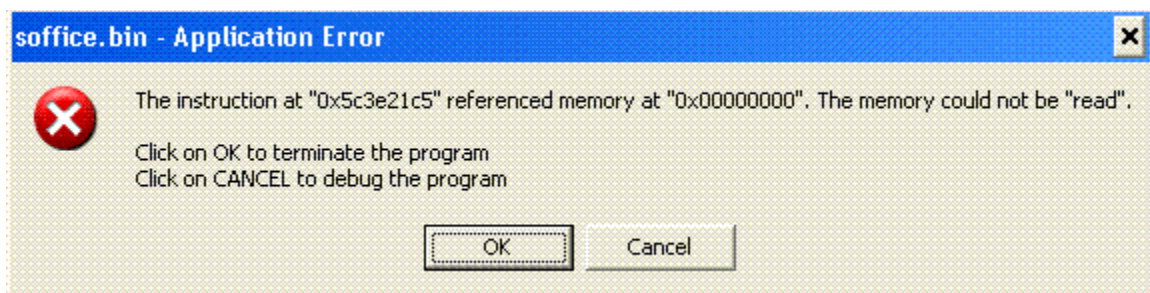 soffice.bin - Application Error
The instruction at "0x5c3e21c5" referenced memory at "0x00000000". The memory could not be "read".
Click on OK to terminate the program
Click on CANCEL to debug the program
OK
Cancel